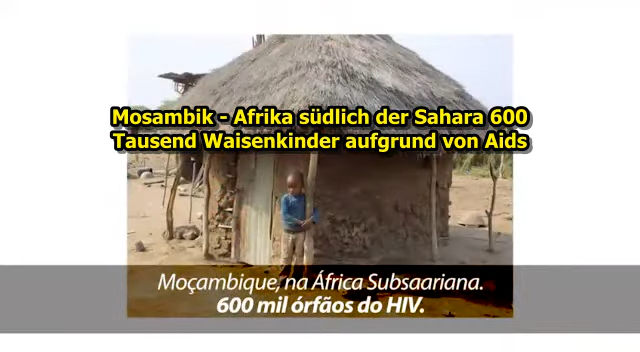 Mosambik - Afrika südlich der Sahara 600
Tausend Waisenkinder aufgrund von Aids
Moçambique, na África Subsaariana.
600 mil órfãos do HIV.